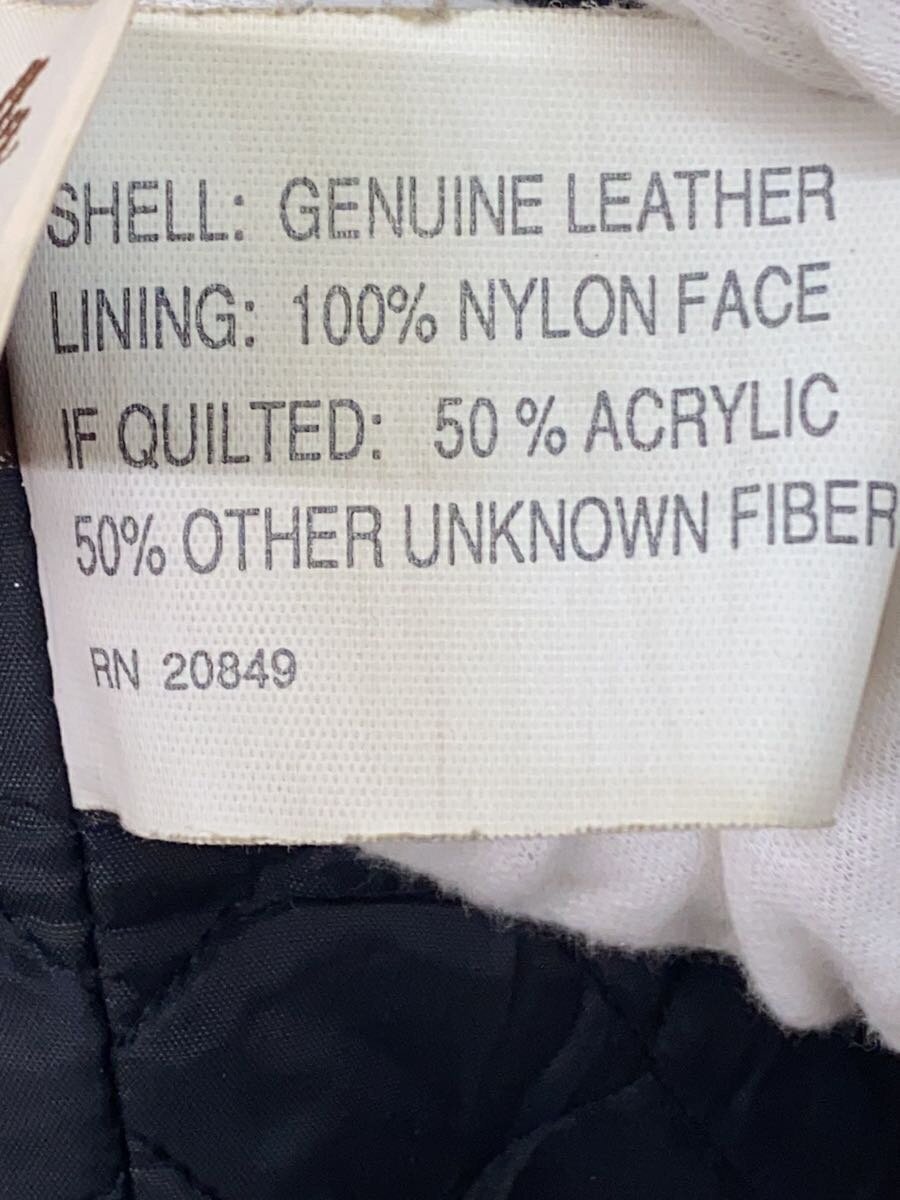 SHELL: GENUINE LEATHER
LINING: 100% NYLON FACE
IF QUILTED: 50 % ACRYLIC
50% OTHER UNKNOWN FIBER
RN 20849